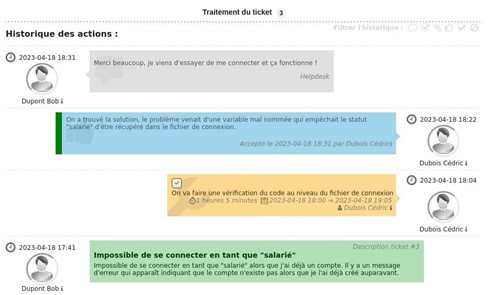 Traitement du ticket 3
Filtrer l'historique :
Historique des actions :
2023-04-18 18:31
Merci beaucoup, je viens d'essayer de me connecter et ça fonctionne !
Helpdesk
Dupont Bob i
On a trouvé la solution, le problème venait d'une variable mal nommée qui empêchait le statut
"salarié" d'être récupéré dans le fichier de connexion.
2023-04-18 18:22
Accepté le 2023-04-18 18:31 par Dubois Cédric i
Dubois Cédric i
2023-04-18 18:04
On va faire une vérification du code au niveau du fichier de connexion
1 heures 5 minutes 2023-04-18 18:00 → 2023-04-18 19:05
Dubois Cédric i
Dubois Cédric i
2023-04-18 17:41
Description ticket #3
Impossible de se connecter en tant que "salarié"
Impossible de se connecter en tant que "salarié" alors que j'ai déjà un compte. Il y a un message
d'erreur qui apparaît indiquant que le compte n'existe pas alors que je l'ai déjà créé auparavant.
Dupont Bob i